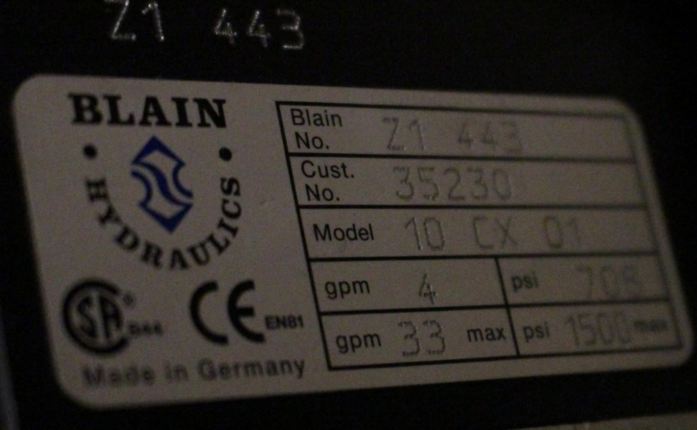 Z1 443
BLAIN
HYDRAULICS
Blain No. Z1 443
Cust. No. 35230
Model 10 CX 01
gpm 4 psi 708
gpm 33 max psi 1500 max
CSA B44 CE EN81
Made in Germany